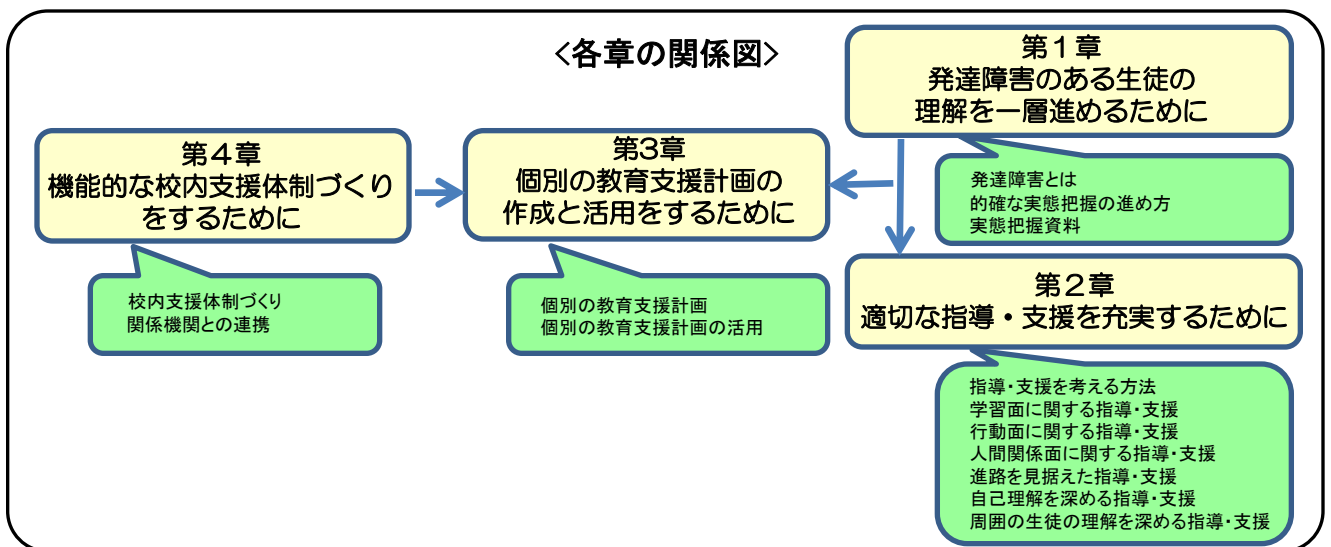 <各章の関係図>
第１章
発達障害のある生徒の
理解を一層進めるために
発達障害とは
的確な実態把握の進め方
実態把握資料
第４章
機能的な校内支援体制づくり
をするために
校内支援体制づくり
関係機関との連携
第3章
個別の教育支援計画の
作成と活用をするために
個別の教育支援計画
個別の教育支援計画の活用
第２章
適切な指導・支援を充実するために
指導・支援を考える方法
学習面に関する指導・支援
行動面に関する指導・支援
人間関係面に関する指導・支援
進路を見据えた指導・支援
自己理解を深める指導・支援
周囲の生徒の理解を深める指導・支援